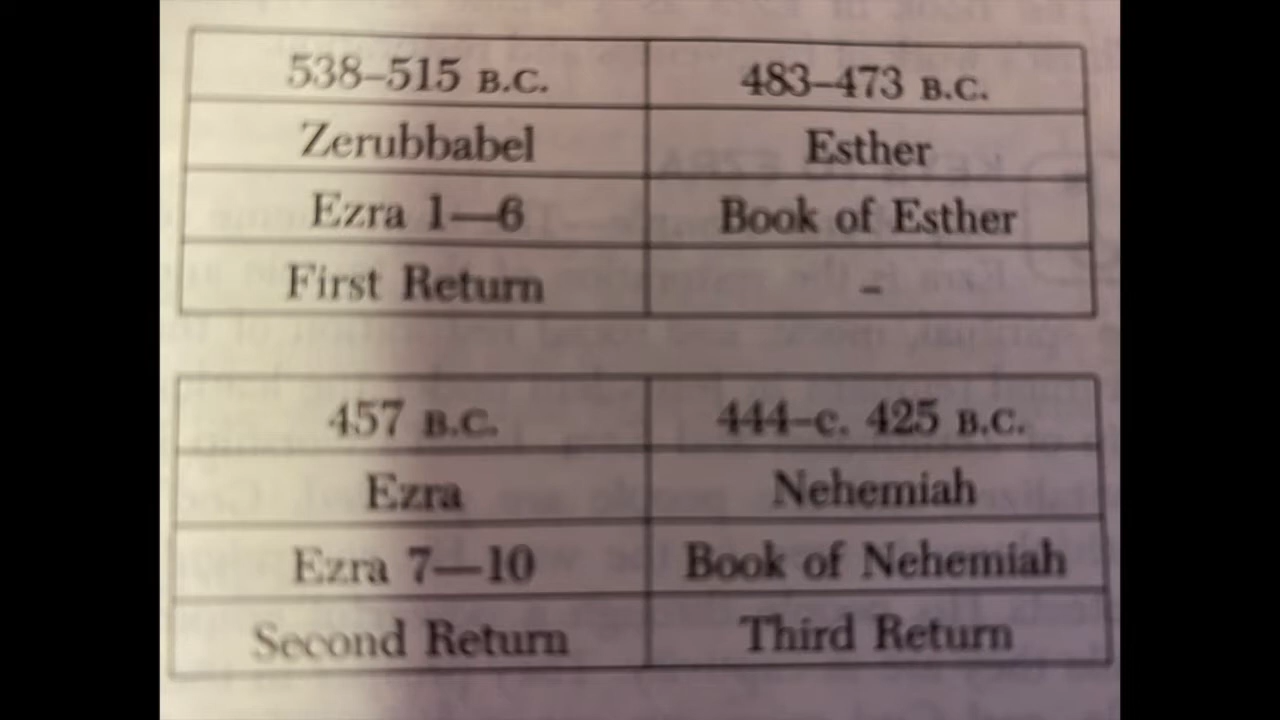 538–515 B.C. 483–473 B.C.
Zerubbabel Esther
Ezra 1—6 Book of Esther
First Return –
457 B.C. 444–c. 425 B.C.
Ezra Nehemiah
Ezra 7—10 Book of Nehemiah
Second Return Third Return